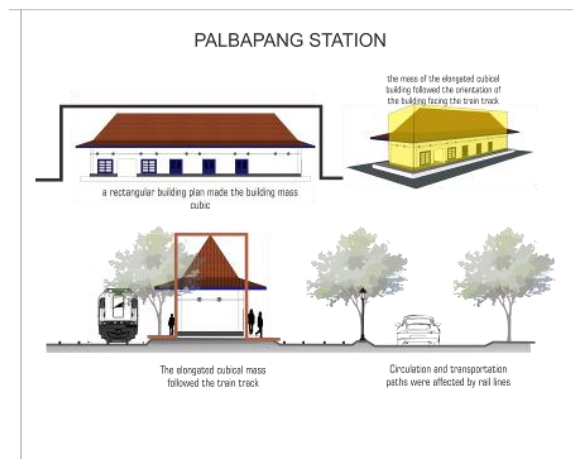 PALBAPANG STATION
the mass of the elongated cubical
building followed the orientation of
the building facing the train track
a rectangular building plan made the building mass
cubic
The elongated cubical mass
followed the train track
Circulation and transportation
paths were affected by rail lines